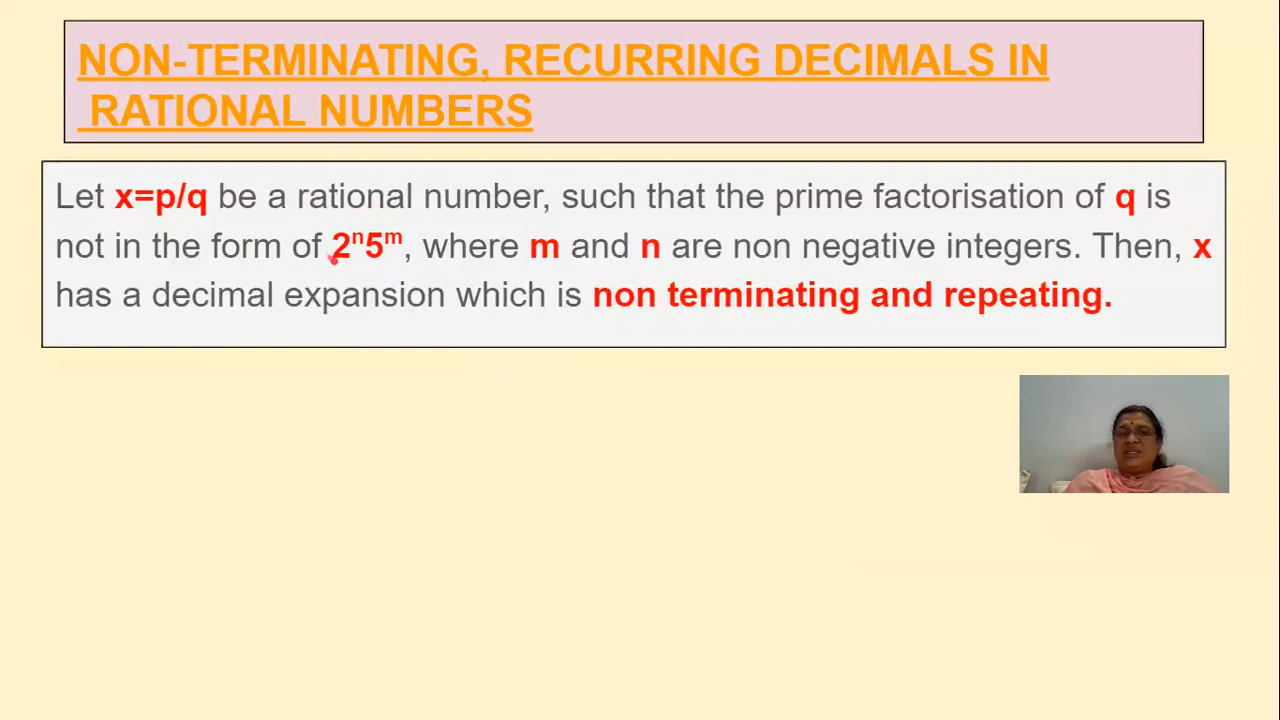 NON-TERMINATING, RECURRING DECIMALS IN
RATIONAL NUMBERS
Let x=p/q be a rational number, such that the prime factorisation of q is
not in the form of 2ⁿ5ᵐ, where m and n are non negative integers. Then, x
has a decimal expansion which is non terminating and repeating.